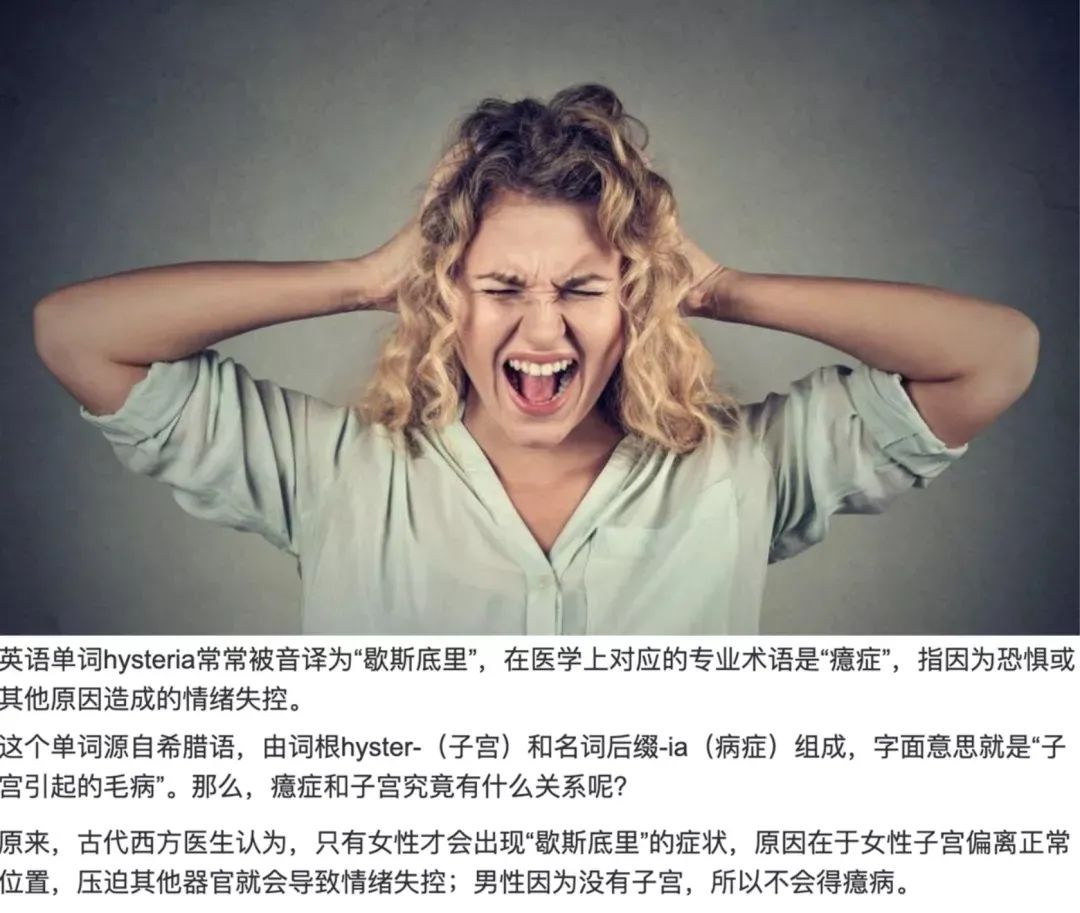 英语单词hysteria常常被音译为“歇斯底里”，在医学上对应的专业术语是“癔症”，指因为恐惧或
其他原因造成的情绪失控。
这个单词源自希腊语，由词根hyster-（子宫）和名词后缀-ia（病症）组成，字面意思就是“子
宫引起的毛病”。那么，癔症和子宫究竟有什么关系呢？
原来，古代西方医生认为，只有女性才会出现“歇斯底里”的症状，原因在于女性子宫偏离正常
位置，压迫其他器官就会导致情绪失控；男性因为没有子宫，所以不会得癔病。